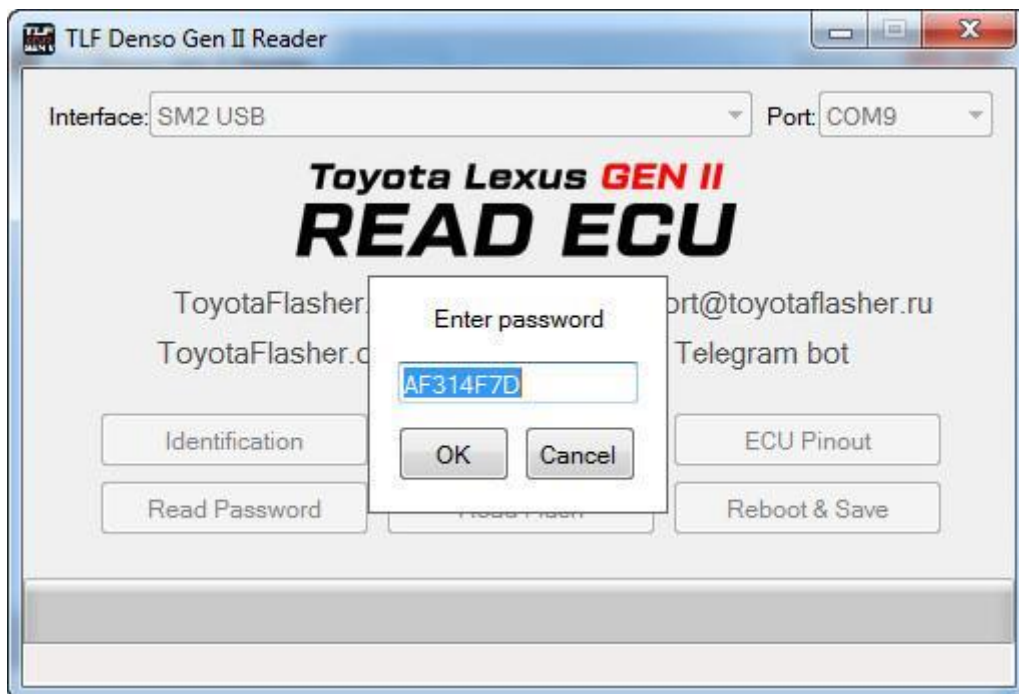 TLF Denso Gen II Reader
Interface: SM2 USB Port: COM9
Toyota Lexus GEN II
READ ECU
ToyotaFlasher. ort@toyotaflasher.ru
Enter password
ToyotaFlasher.c Telegram bot
AF314F7D
Identification ECU Pinout
OK Cancel
Read Password Reboot & Save